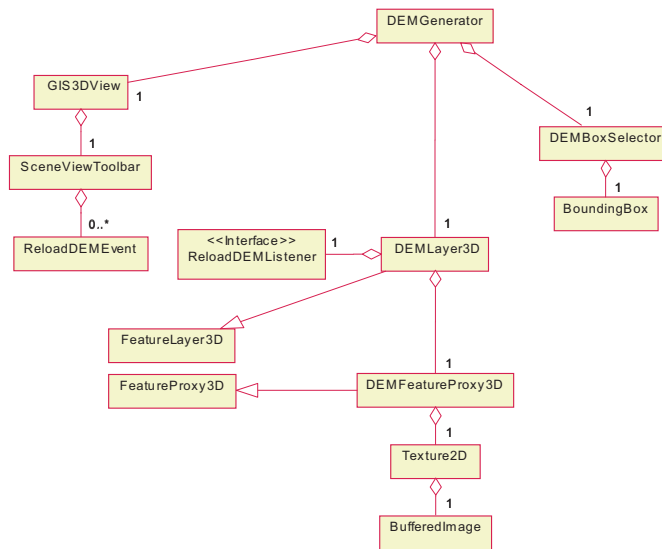 DEMGenerator
GIS3DView
1
1
DEMBoxSelector
1
SceneViewToolbar
1
BoundingBox
0..*
ReloadDEMEvent
<<Interface>>
ReloadDEMListener
1
1
DEMLayer3D
FeatureLayer3D
1
FeatureProxy3D
DEMFeatureProxy3D
1
Texture2D
1
BufferedImage